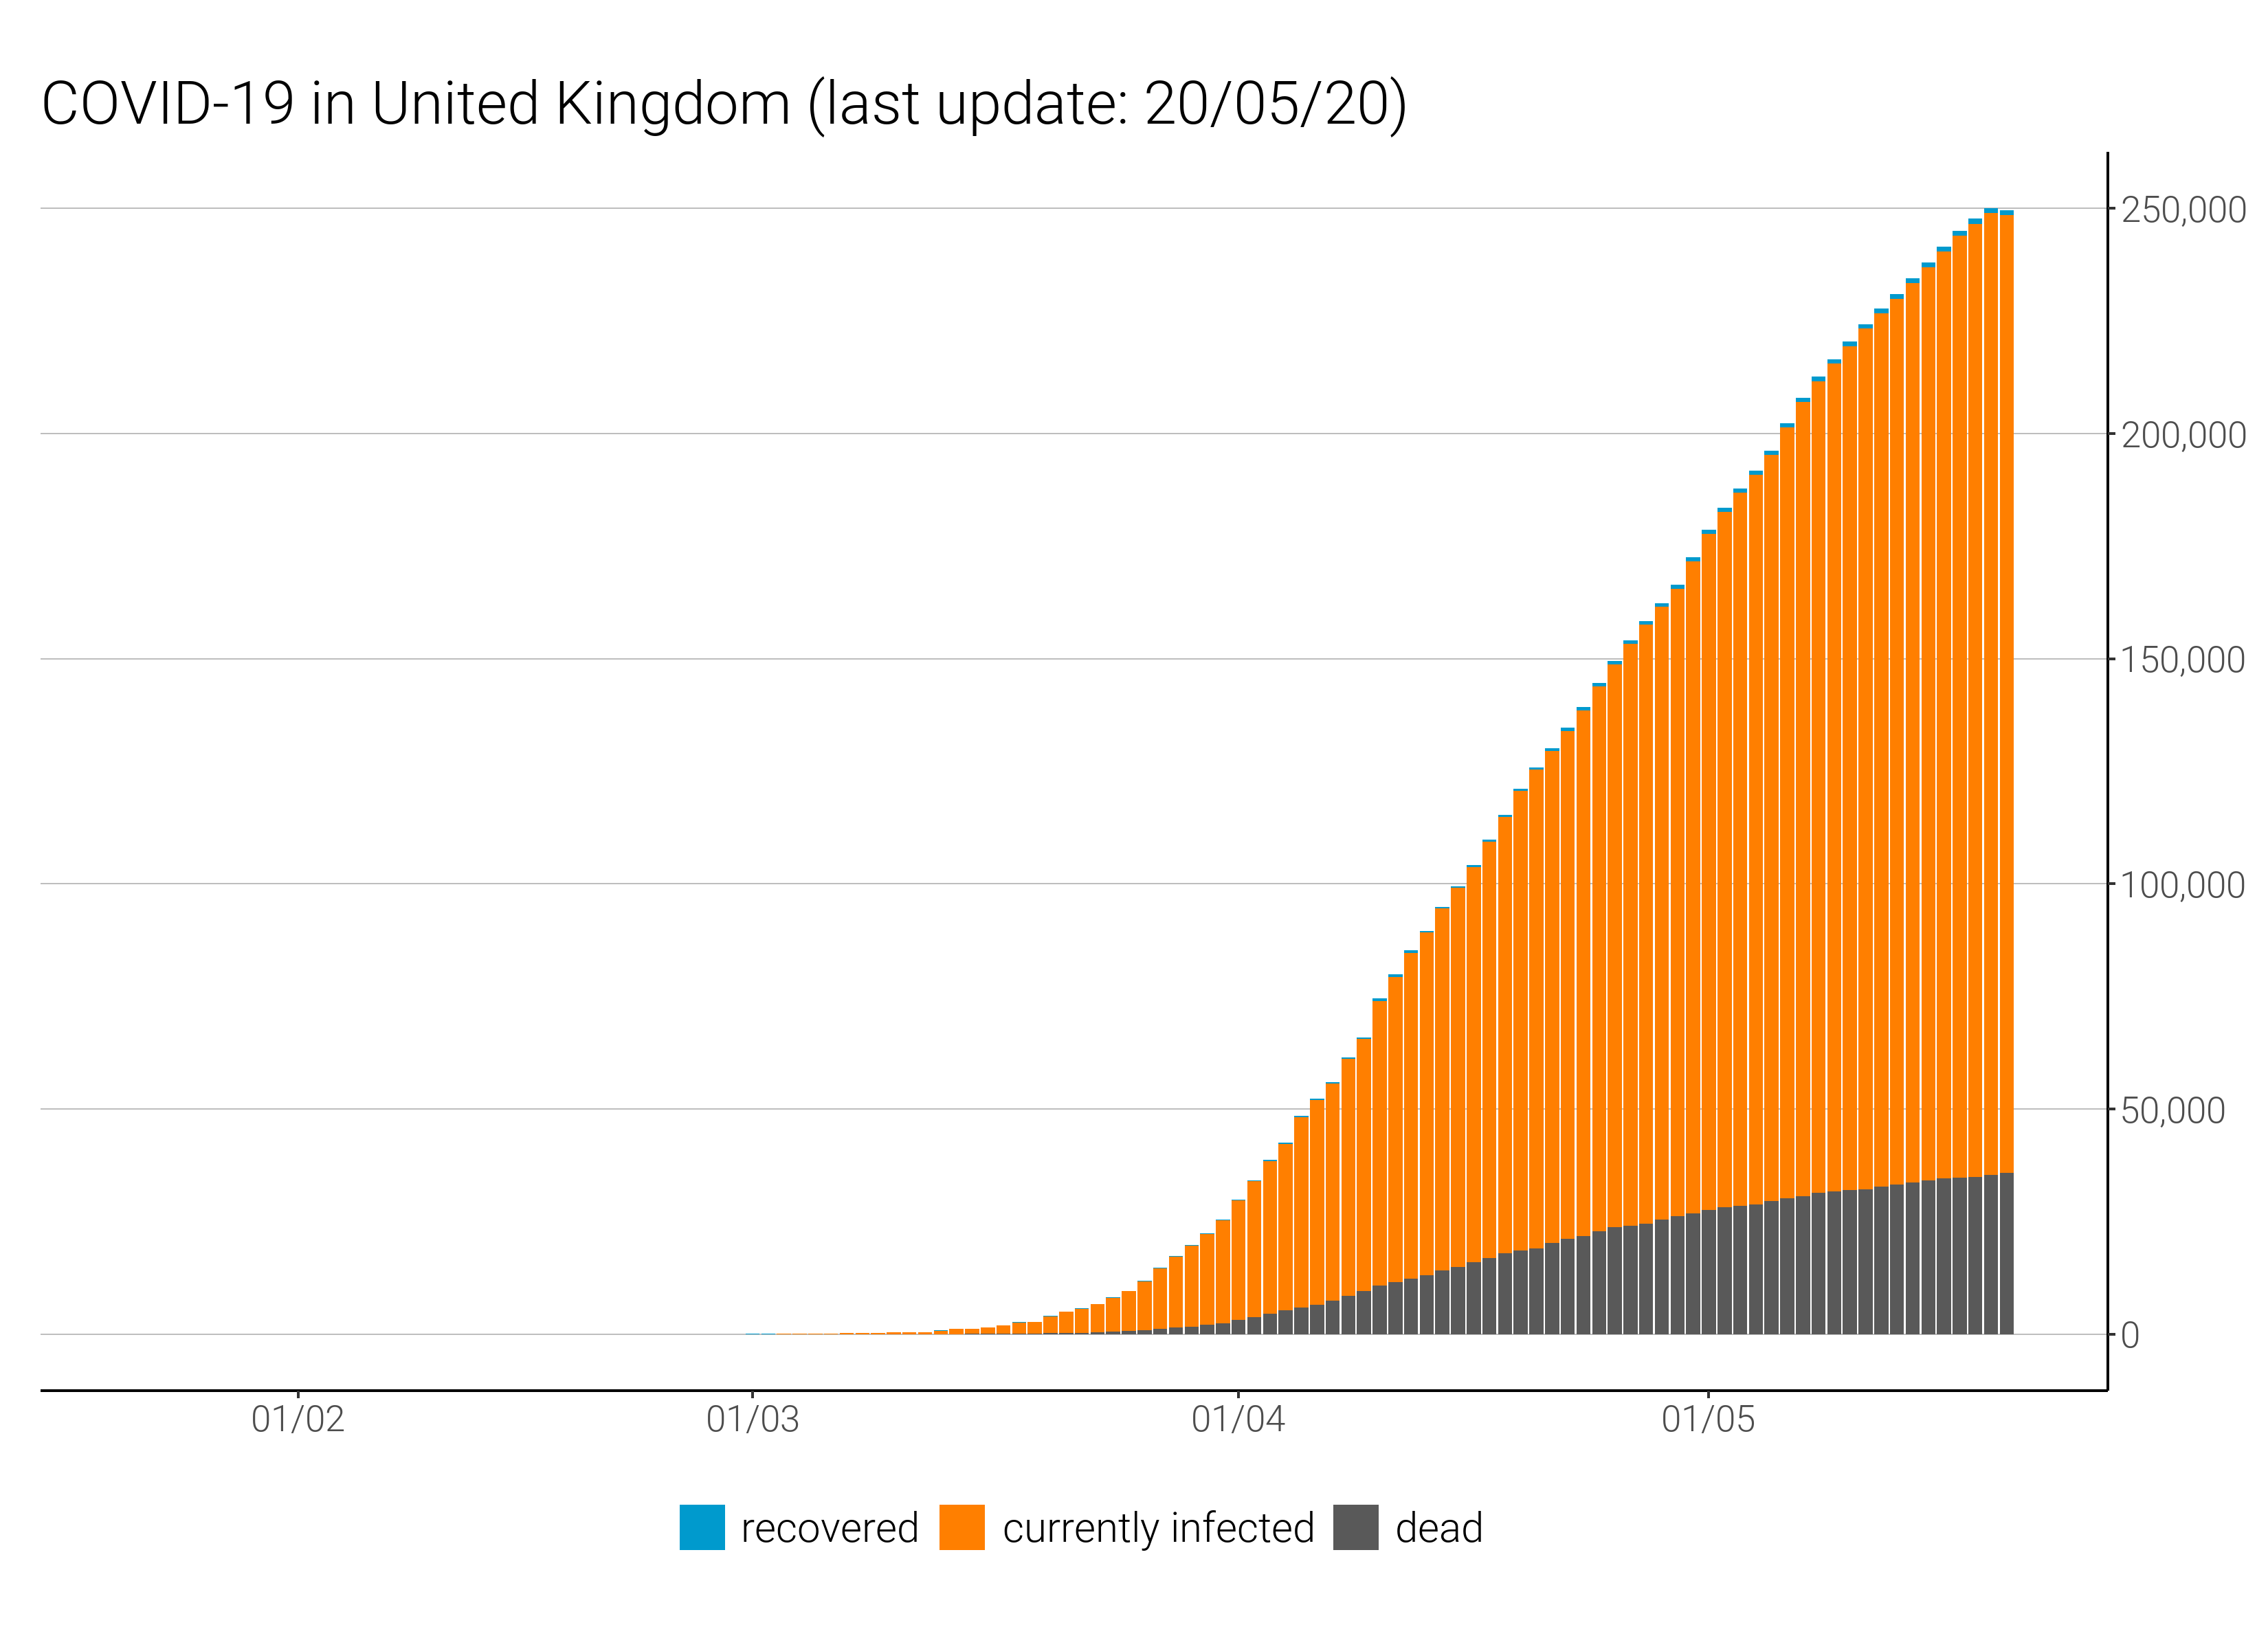 COVID-19 in United Kingdom (last update: 20/05/20)
250,000
200,000
150,000
100,000
50,000
0
01/02 01/03 01/04 01/05
recovered currently infected dead